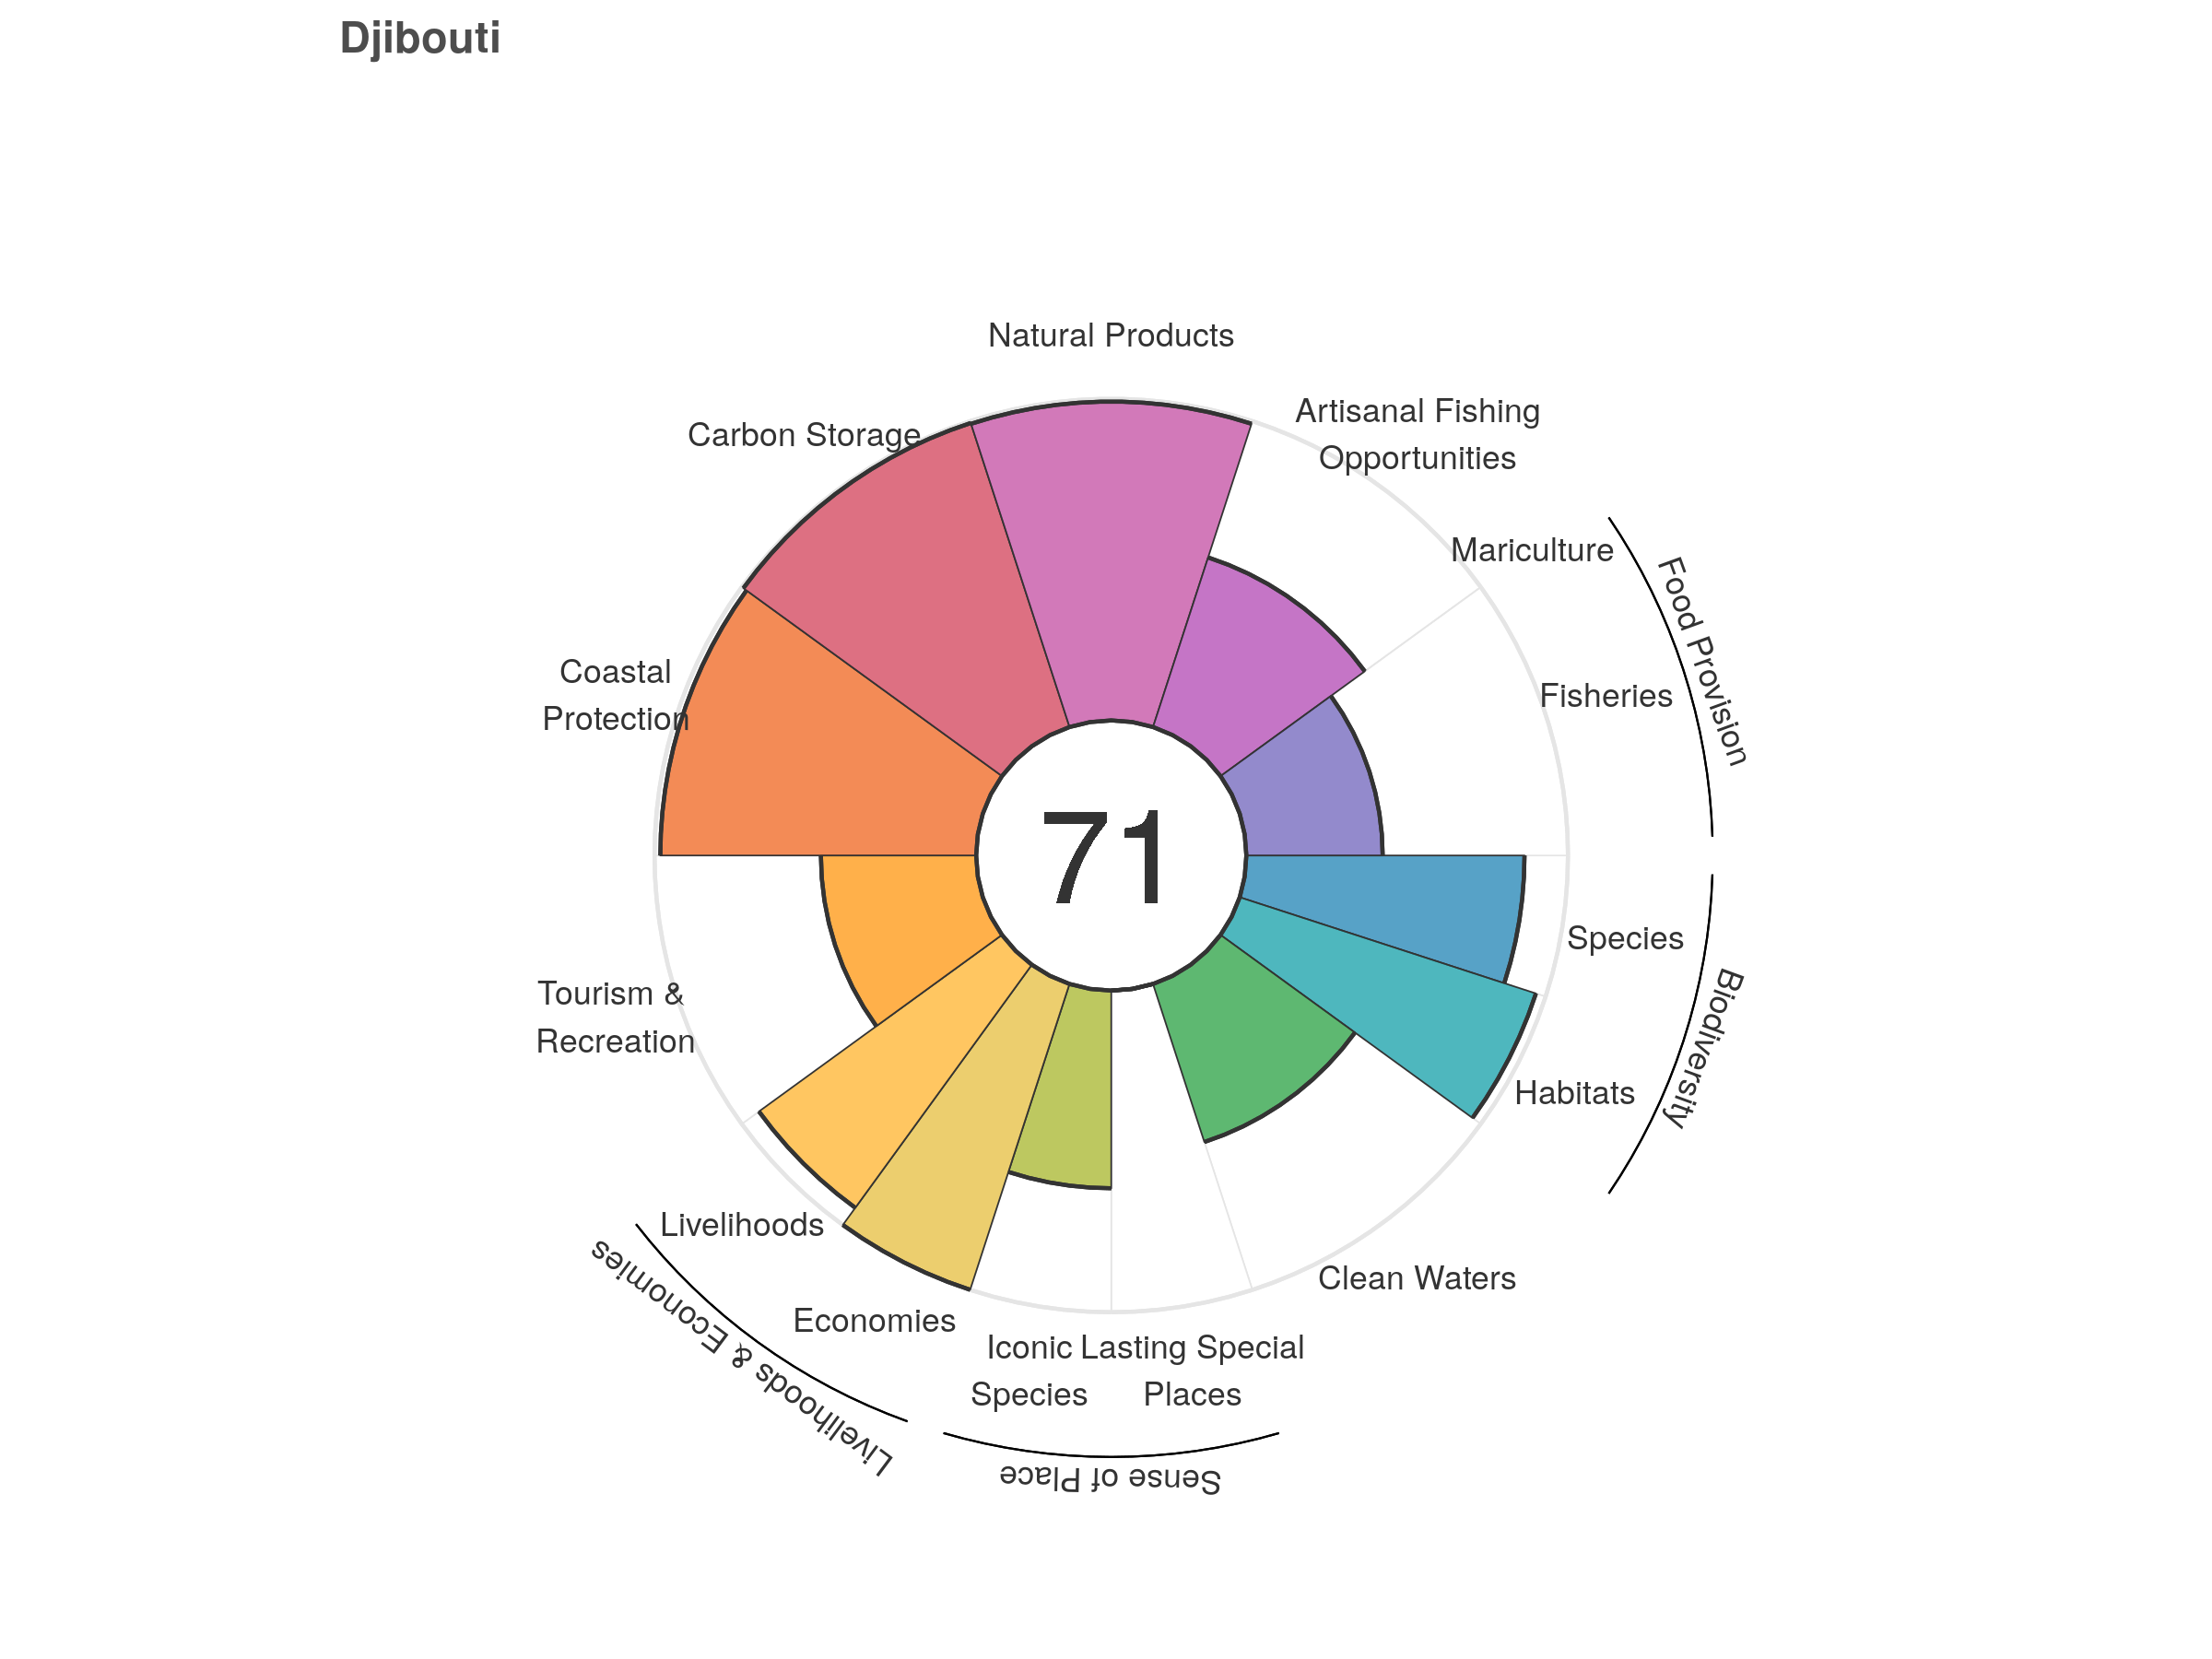 Djibouti
Natural Products
Carbon Storage
Artisanal Fishing
Opportunities
Mariculture
Food Provision
Coastal
Protection
Fisheries
71
Species
Biodiversity
Tourism &
Recreation
Habitats
Livelihoods
Clean Waters
Economies
Livelihoods & Economies
Iconic
Species
Lasting Special
Places
Sense of Place